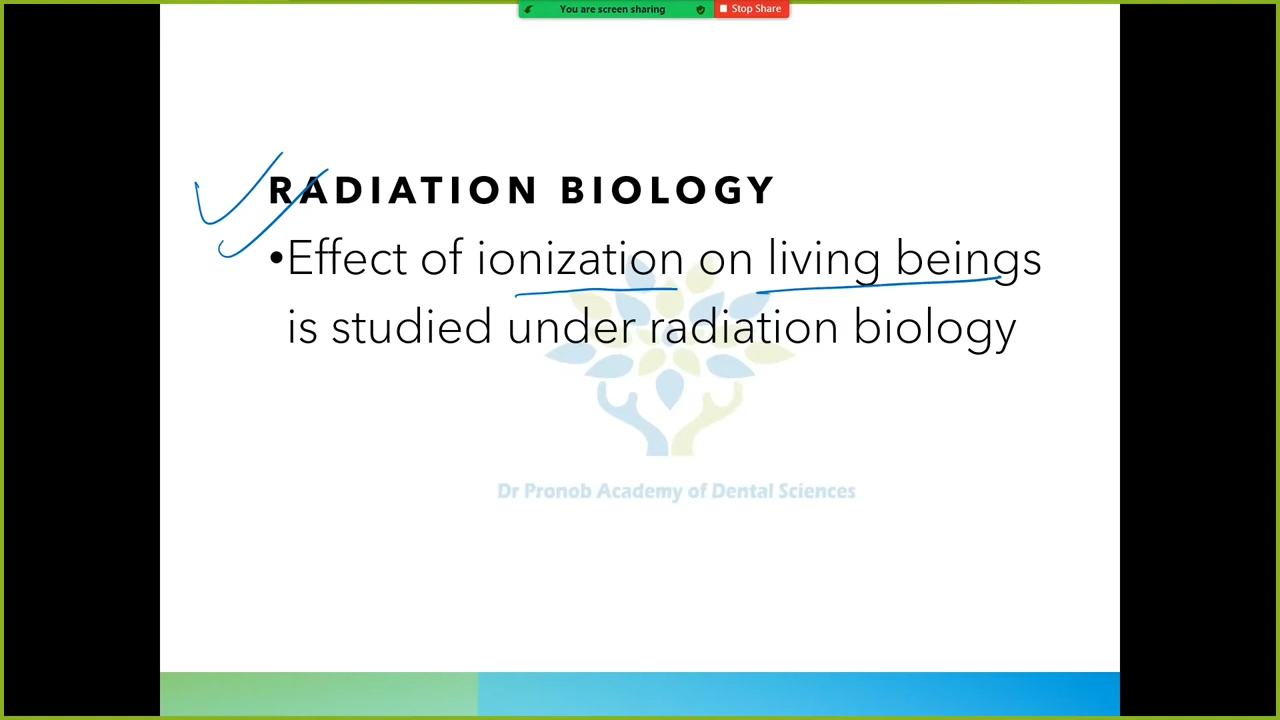 You are screen sharing
Stop Share
RADIATION BIOLOGY
•Effect of ionization on living beings
is studied under radiation biology
Dr Pronob Academy of Dental Sciences